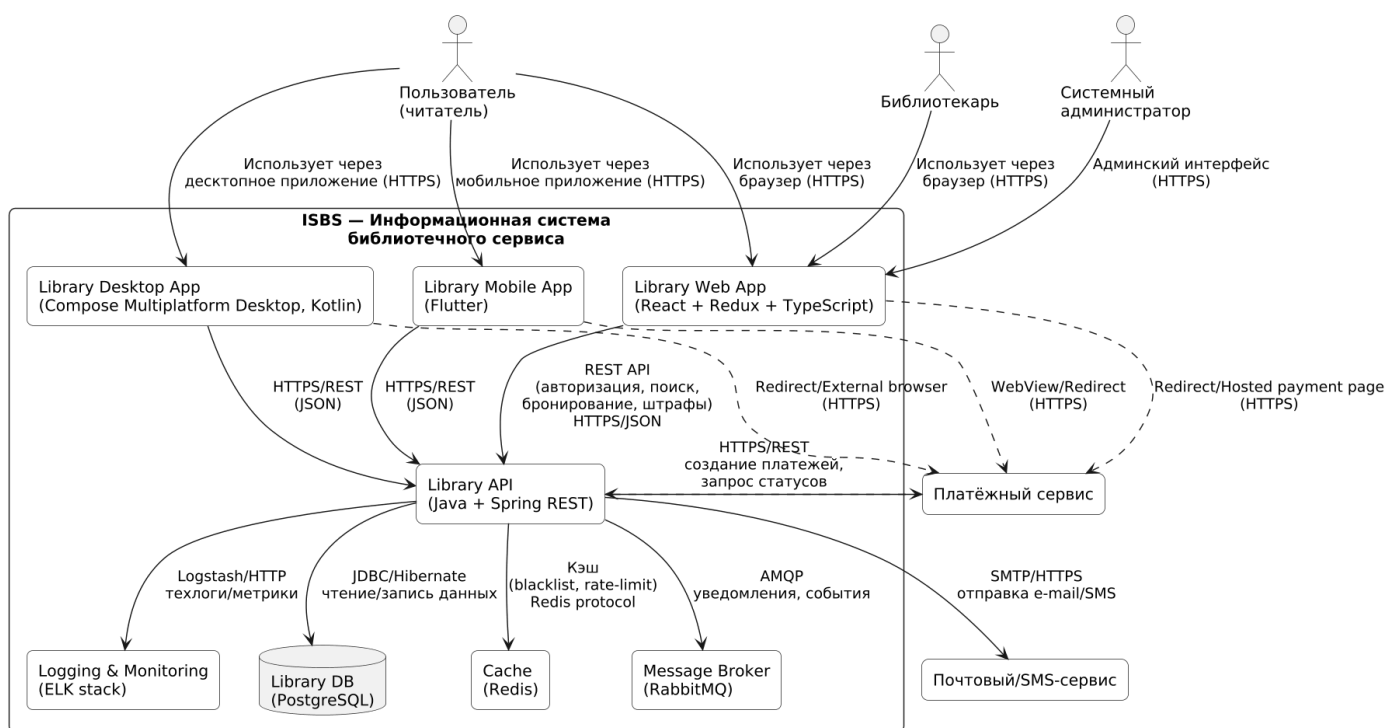 Пользователь
(читатель)
Библиотекарь
Системный
администратор
Использует через
десктопное приложение (HTTPS)
Использует через
мобильное приложение (HTTPS)
Использует через
браузер (HTTPS)
Использует через
браузер (HTTPS)
Админский интерфейс
(HTTPS)
ISBS — Информационная система
библиотечного сервиса
Library Desktop App
(Compose Multiplatform Desktop, Kotlin)
Library Mobile App
(Flutter)
Library Web App
(React + Redux + TypeScript)
HTTPS/REST
(JSON)
HTTPS/REST
(JSON)
REST API
(авторизация, поиск,
бронирование, штрафы)
HTTPS/JSON
Redirect/External browser
(HTTPS)
WebView/Redirect
(HTTPS)
Redirect/Hosted payment page
(HTTPS)
HTTPS/REST
создание платежей,
запрос статусов
Library API
(Java + Spring REST)
Платёжный сервис
Logstash/HTTP
техлоги/метрики
JDBC/Hibernate
чтение/запись данных
Кэш
(blacklist, rate-limit)
Redis protocol
AMQP
уведомления, события
SMTP/HTTPS
отправка e-mail/SMS
Logging & Monitoring
(ELK stack)
Library DB
(PostgreSQL)
Cache
(Redis)
Message Broker
(RabbitMQ)
Почтовый/SMS-сервис